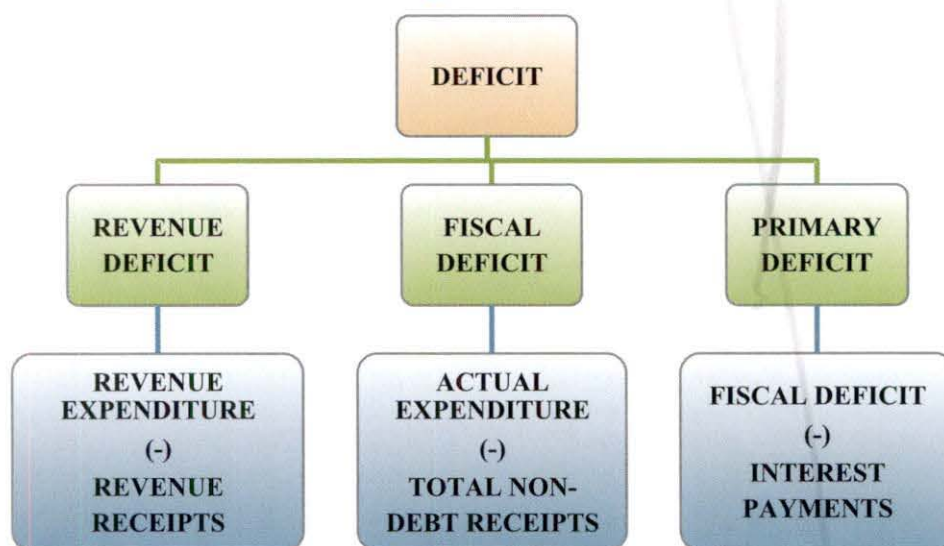 DEFICIT
REVENUE
DEFICIT
FISCAL
DEFICIT
PRIMARY
DEFICIT
REVENUE
EXPENDITURE
(-)
REVENUE
RECEIPTS
ACTUAL
EXPENDITURE
(-)
TOTAL NON-
DEBT RECEIPTS
FISCAL DEFICIT
(-)
INTEREST
PAYMENTS